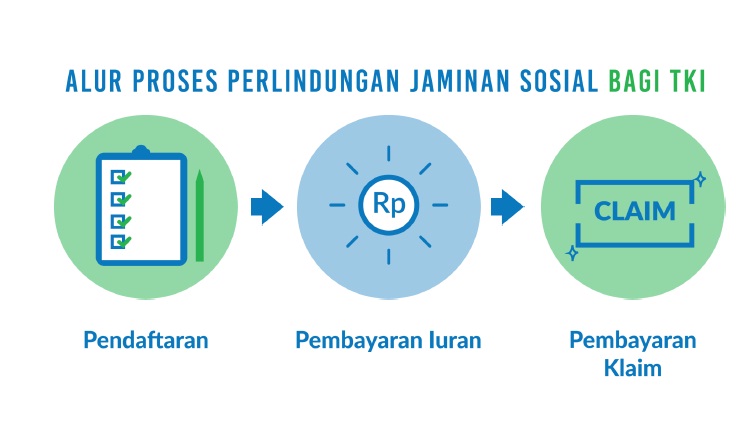 ALUR PROSES PERLINDUNGAN JAMINAN SOSIAL BAGI TKI
Rp
CLAIM
Pendaftaran
Pembayaran Iuran
Pembayaran
Klaim